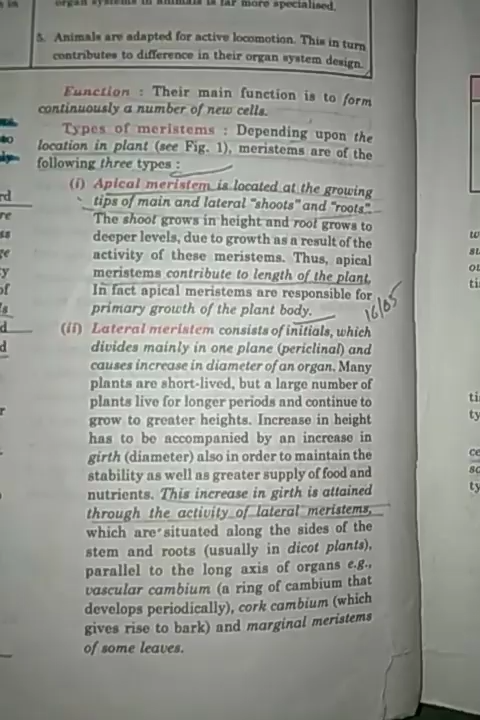 organ systems in animals is far more specialised.
5. Animals are adapted for active locomotion. This in turn
contributes to difference in their organ system design.
Function : Their main function is to form
continuously a number of new cells.
Types of meristems : Depending upon the
location in plant (see Fig. 1), meristems are of the
following three types :
(i) Apical meristem is located at the growing
tips of main and lateral "shoots" and "roots".
The shoot grows in height and root grows to
deeper levels, due to growth as a result of the
activity of these meristems. Thus, apical
meristems contribute to length of the plant.
In fact apical meristems are responsible for
primary growth of the plant body.
16/05
(ii) Lateral meristem consists of initials, which
divides mainly in one plane (periclinal) and
causes increase in diameter of an organ. Many
plants are short-lived, but a large number of
plants live for longer periods and continue to
grow to greater heights. Increase in height
has to be accompanied by an increase in
girth (diameter) also in order to maintain the
stability as well as greater supply of food and
nutrients. This increase in girth is attained
through the activity of lateral meristems,
which are situated along the sides of the
stem and roots (usually in dicot plants),
parallel to the long axis of organs e.g.,
vascular cambium (a ring of cambium that
develops periodically), cork cambium (which
gives rise to bark) and marginal meristems
of some leaves.